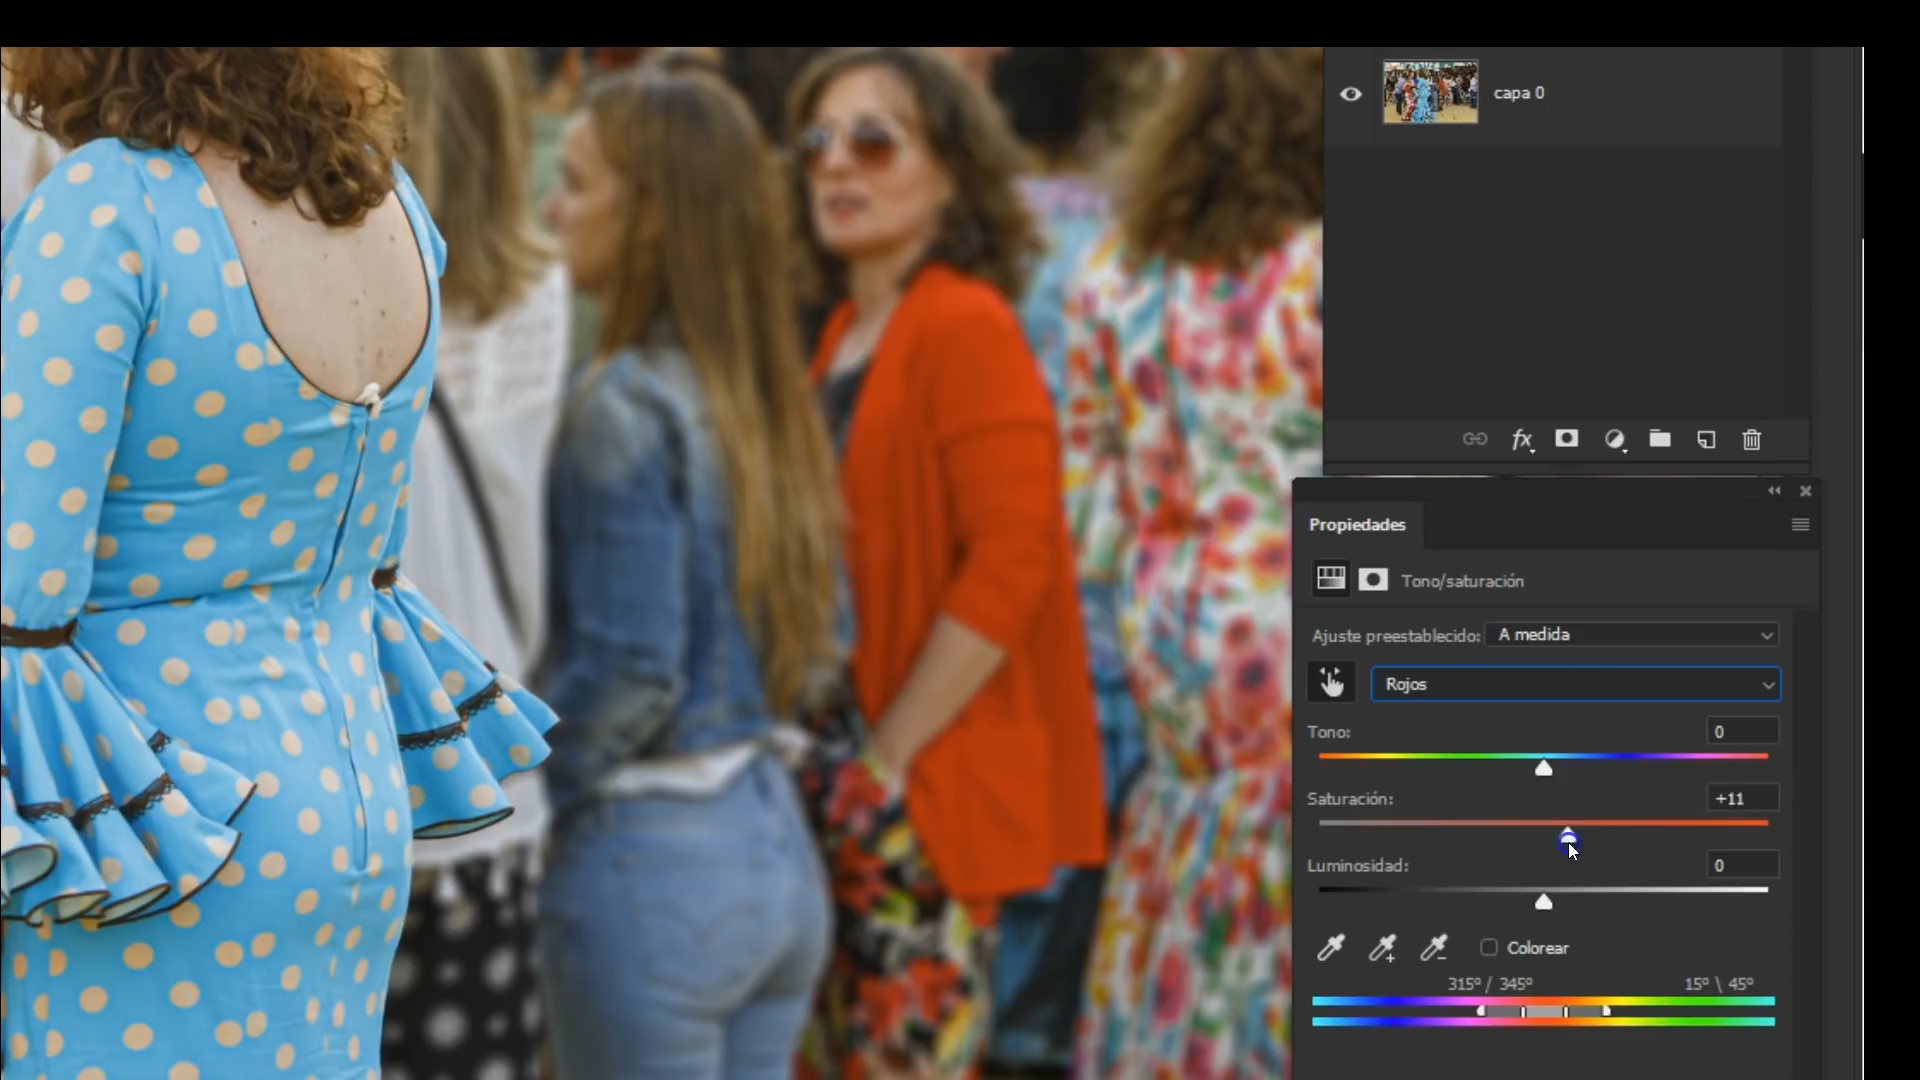 capa 0
fx
Propiedades
Tono/saturación
Ajuste preestablecido: A medida
Rojos
Tono: 0
Saturación: +11
Luminosidad: 0
Colorear
315º / 345º 15º \ 45º